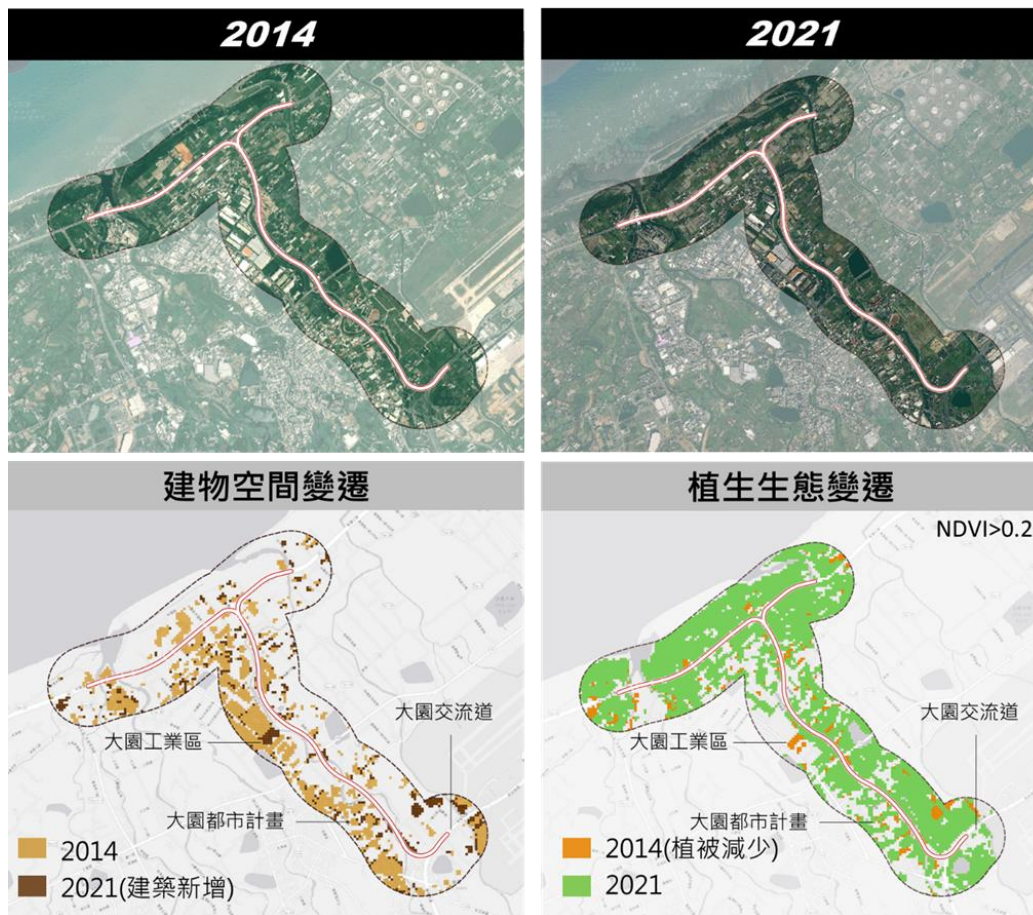 2014
2021
建物空間變遷
植生生態變遷
NDVI>0.2
大園交流道
大園工業區
大園都市計畫
2014
2021(建築新增)
大園交流道
大園工業區
大園都市計畫
2014(植被減少)
2021